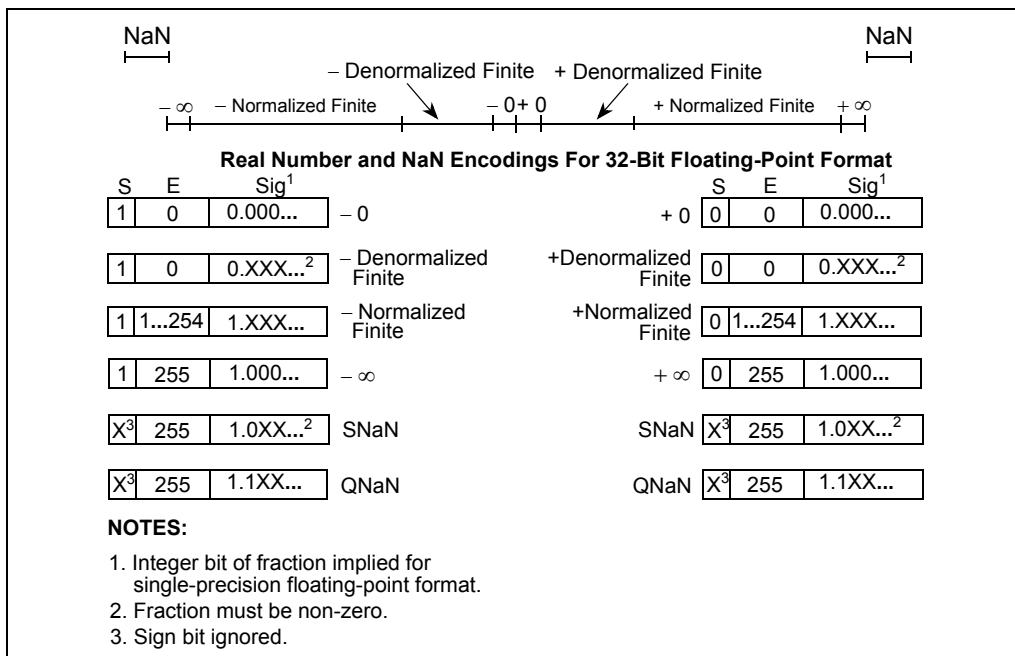 NaN NaN
− Denormalized Finite + Denormalized Finite
− ∞ − Normalized Finite − 0 + 0 + Normalized Finite + ∞
Real Number and NaN Encodings For 32-Bit Floating-Point Format
S E Sig1 S E Sig1
1 0 0.000... − 0 + 0 0 0 0.000...
1 0 0.XXX...2 − Denormalized Finite +Denormalized Finite 0 0 0.XXX...2
1 1...254 1.XXX... − Normalized Finite +Normalized Finite 0 1...254 1.XXX...
1 255 1.000... − ∞ + ∞ 0 255 1.000...
X3 255 1.0XX...2 SNaN SNaN X3 255 1.0XX...2
X3 255 1.1XX... QNaN QNaN X3 255 1.1XX...
NOTES:
1. Integer bit of fraction implied for
single-precision floating-point format.
2. Fraction must be non-zero.
3. Sign bit ignored.